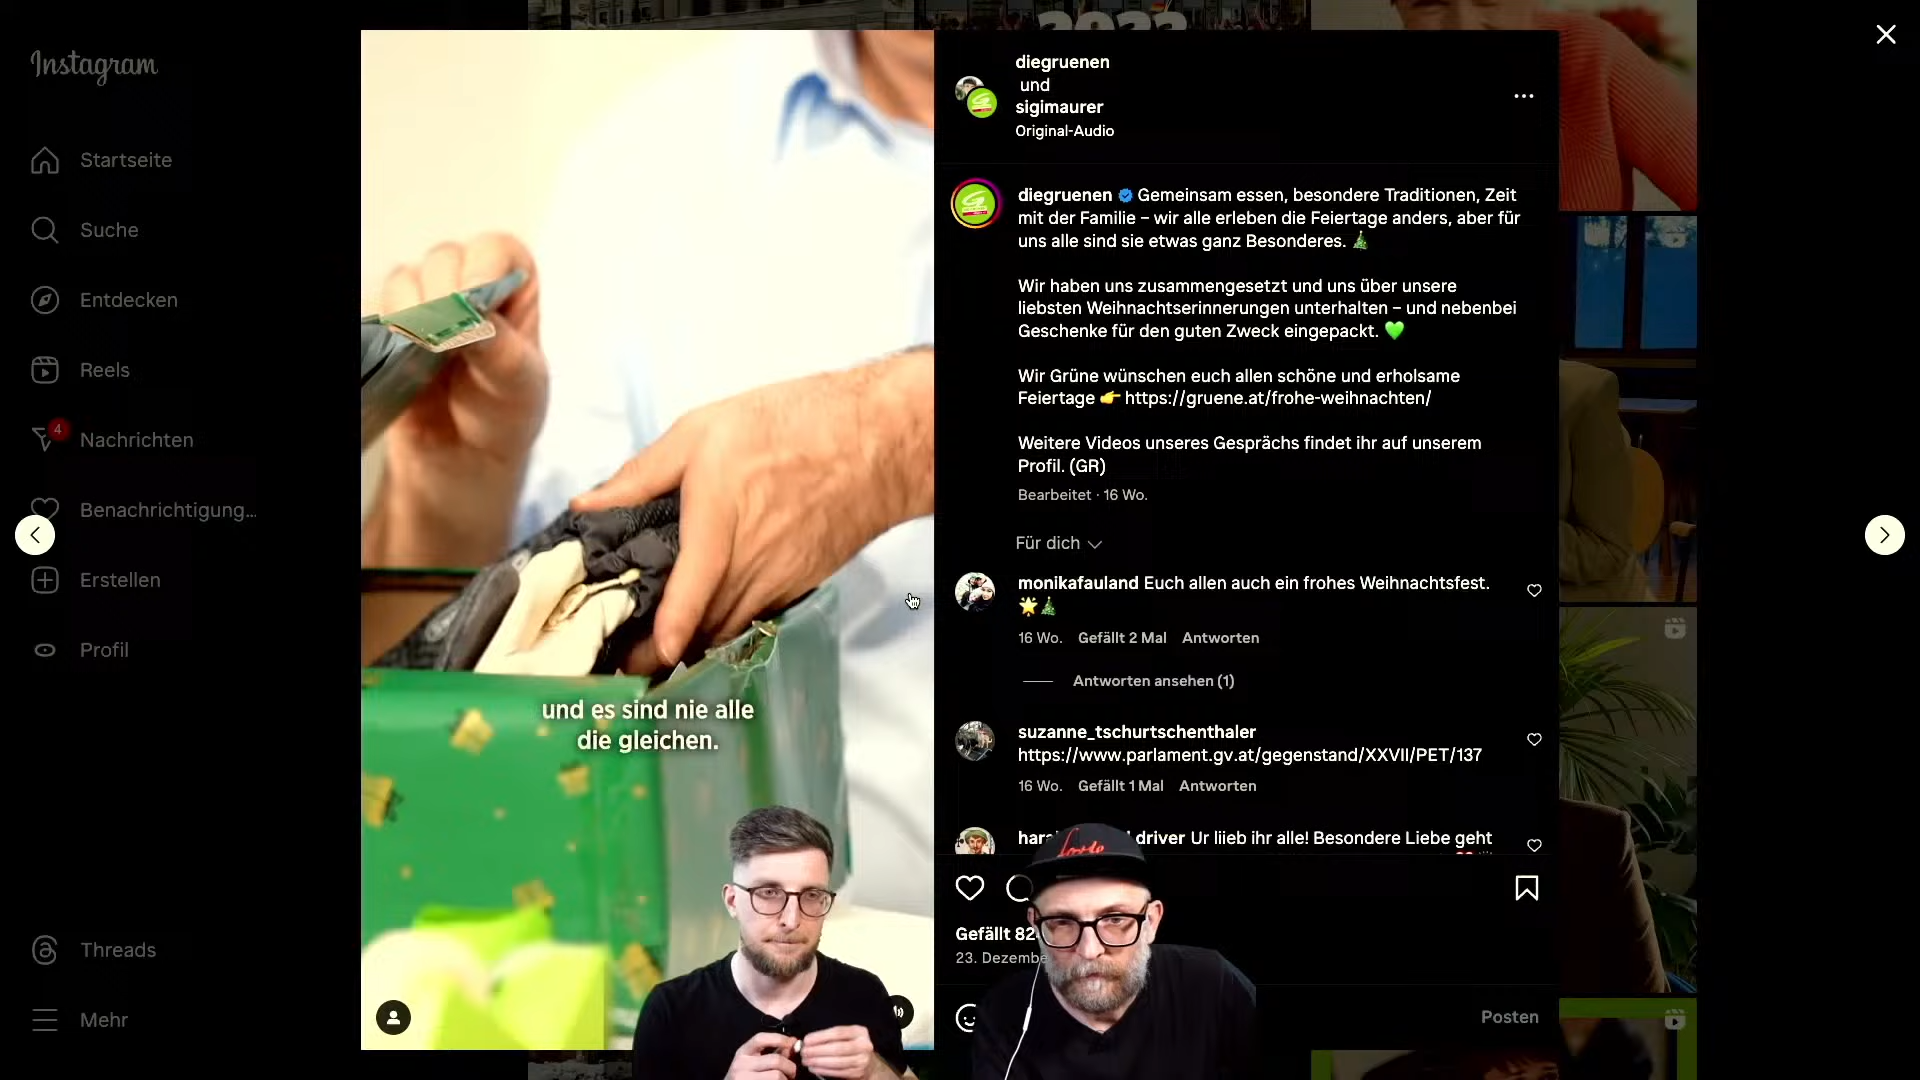 2023
Instagram
Startseite
Suche
Entdecken
Reels
4
Nachrichten
Benachrichtigung...
Erstellen
Profil
Threads
Mehr
und es sind nie alle
die gleichen.
diegruenen
und
sigimaurer
Original-Audio
diegruenen Gemeinsam essen, besondere Traditionen, Zeit
mit der Familie – wir alle erleben die Feiertage anders, aber für
uns alle sind sie etwas ganz Besonderes. 🎄
Wir haben uns zusammengesetzt und uns über unsere
liebsten Weihnachtserinnerungen unterhalten – und nebenbei
Geschenke für den guten Zweck eingepackt. 💚
Wir Grüne wünschen euch allen schöne und erholsame
Feiertage 👉 https://gruene.at/frohe-weihnachten/
Weitere Videos unseres Gesprächs findet ihr auf unserem
Profil. (GR)
Bearbeitet · 16 Wo.
Für dich
monikafauland Euch allen auch ein frohes Weihnachtsfest.
🌟🎄
16 Wo. Gefällt 2 Mal Antworten
Antworten ansehen (1)
suzanne_tschurtschenthaler
https://www.parlament.gv.at/gegenstand/XXVII/PET/137
16 Wo. Gefällt 1 Mal Antworten
driver Ur liieb ihr alle! Besondere Liebe geht
Gefällt
23.
Posten